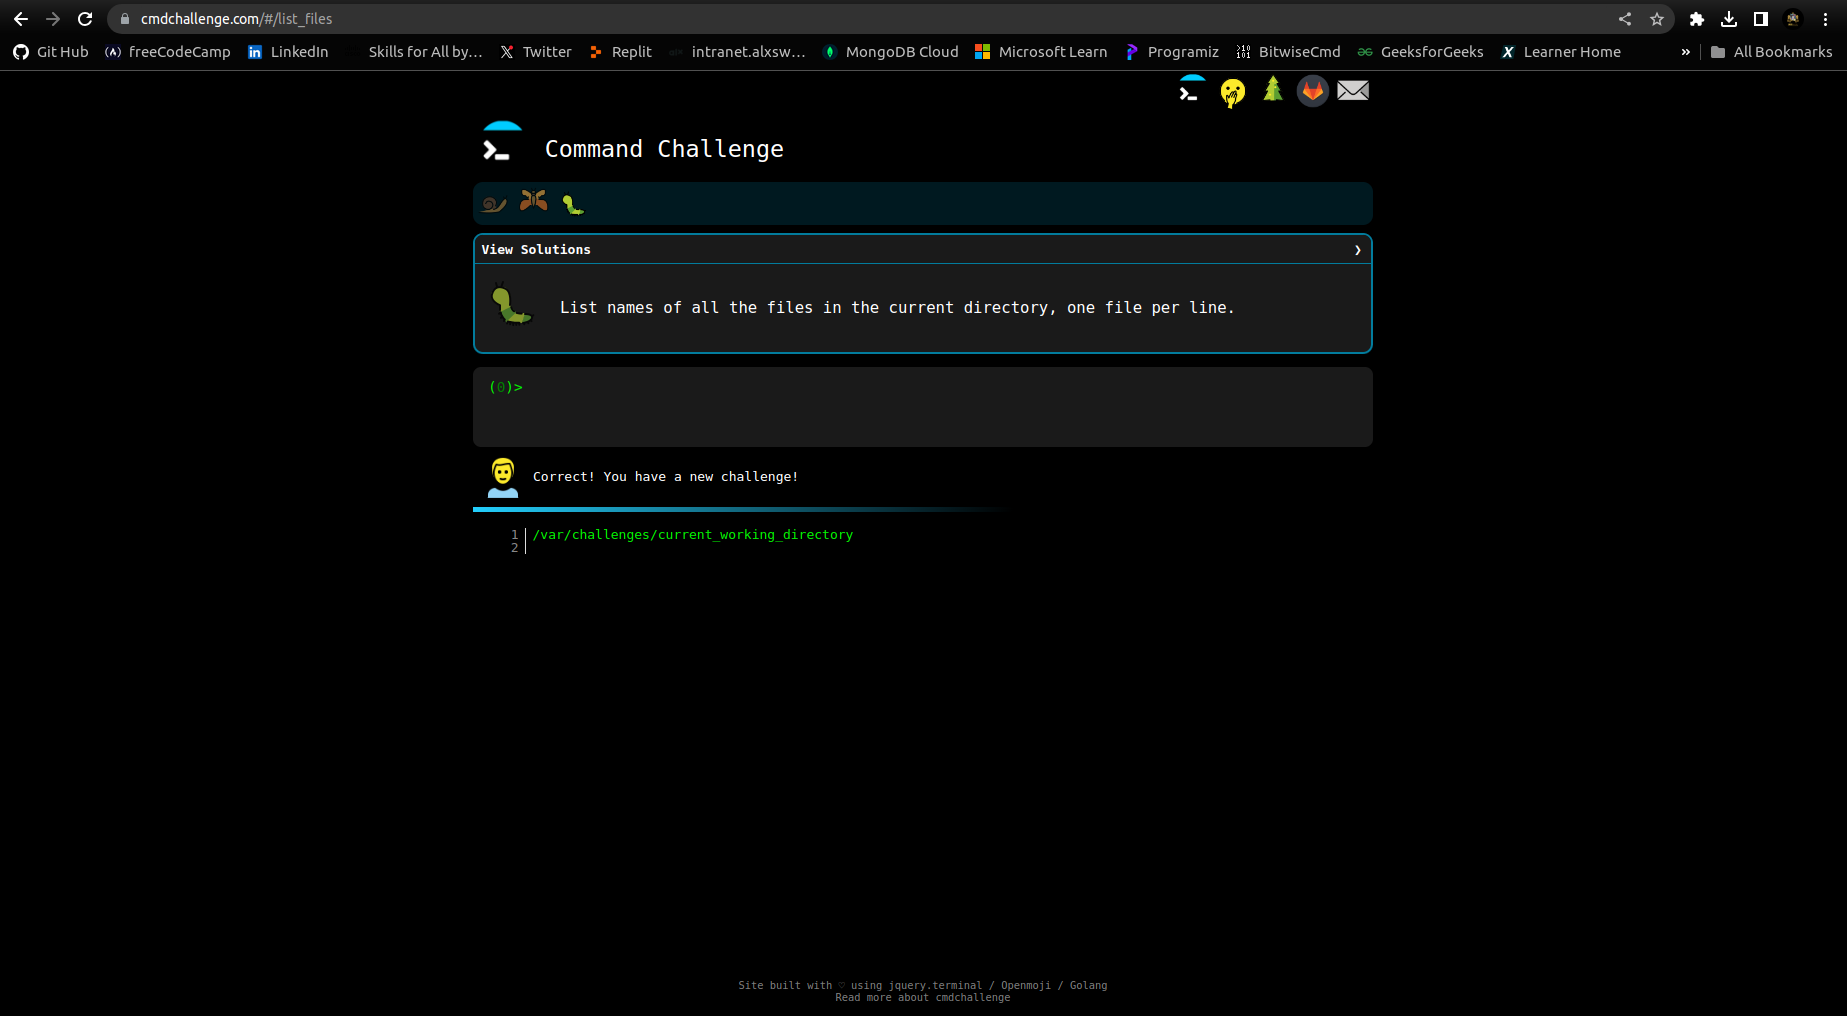 cmdchallenge.com/#/list_files
Git Hub freeCodeCamp LinkedIn Skills for All by... Twitter Replit intranet.alxsw... MongoDB Cloud Microsoft Learn Programiz BitwiseCmd GeeksforGeeks Learner Home » All Bookmarks
Command Challenge
View Solutions ❯
List names of all the files in the current directory, one file per line.
(0)>
Correct! You have a new challenge!
1 /var/challenges/current_working_directory
2
Site built with ♡ using jquery.terminal / Openmoji / Golang
Read more about cmdchallenge